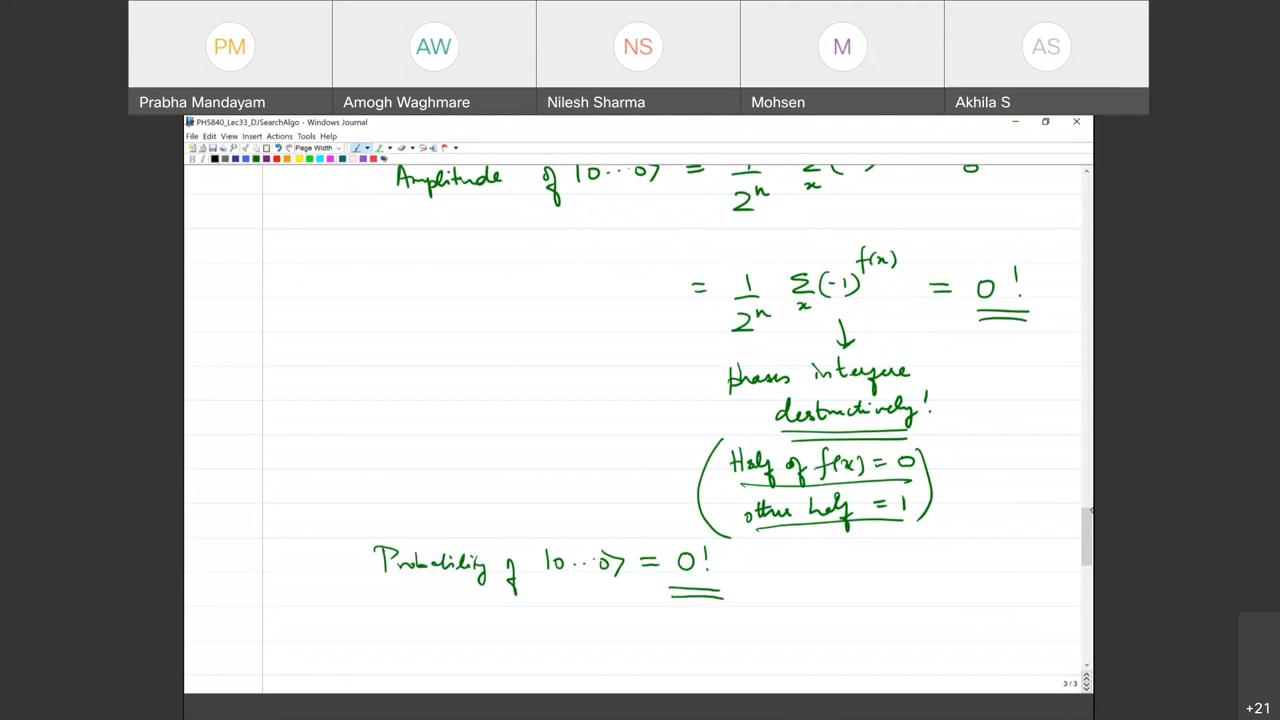 PM
AW
NS
M
AS
Prabha Mandayam
Amogh Waghmare
Nilesh Sharma
Mohsen
Akhila S
PH5840_Lec33_DJSearchAlgo - Windows Journal
File Edit View Insert Actions Tools Help
Page Width
B I
Amplitude of |0...0⟩ = 1/2^n Σ_x (
= 1/2^n Σ_x (-1)^f(x) = 0!
↓
phases interfere
destructively!
(Half of f(x) = 0
other half = 1)
Probability of |0...0⟩ = 0!
3 / 3
+21